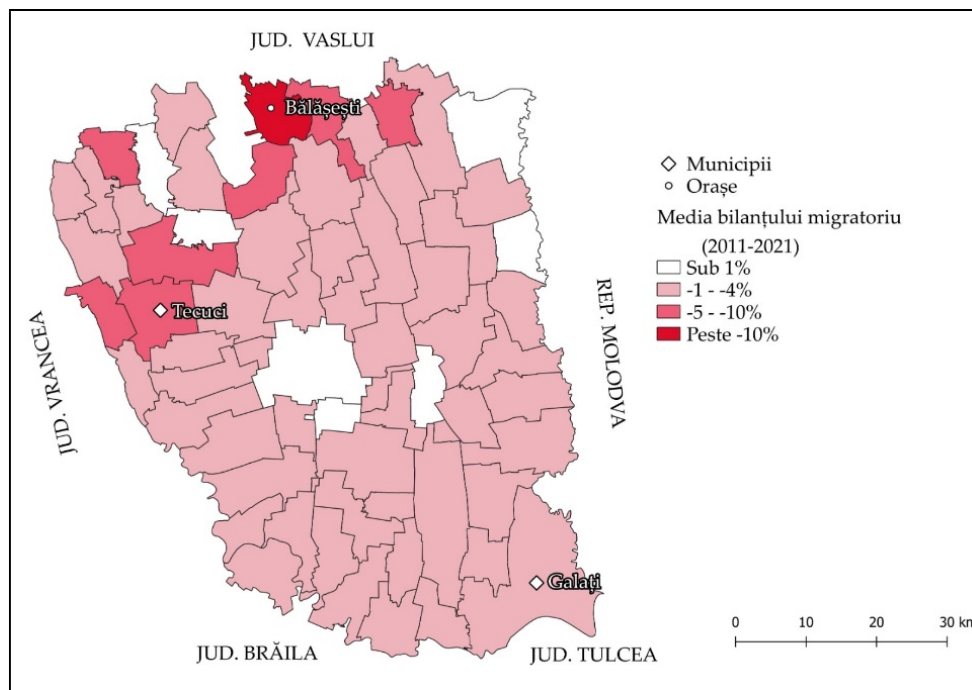 JUD. VASLUI
Bălășești
Municipii
Orașe
Media bilanțului migratoriu
(2011-2021)
Sub 1%
-1 - -4%
-5 - -10%
Peste -10%
Tecuci
JUD. VRANCEA
REP. MOLODVA
Galați
JUD. BRĂILA
JUD. TULCEA
0 10 20 30 km